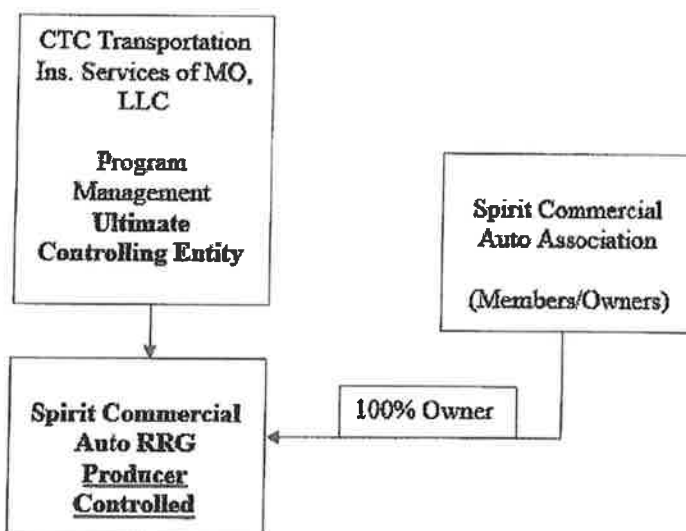 CTC Transportation
Ins. Services of MO,
LLC
Program
Management
Ultimate
Controlling Entity
Spirit Commercial
Auto Association
(Members/Owners)
100% Owner
Spirit Commercial
Auto RRG
Producer
Controlled